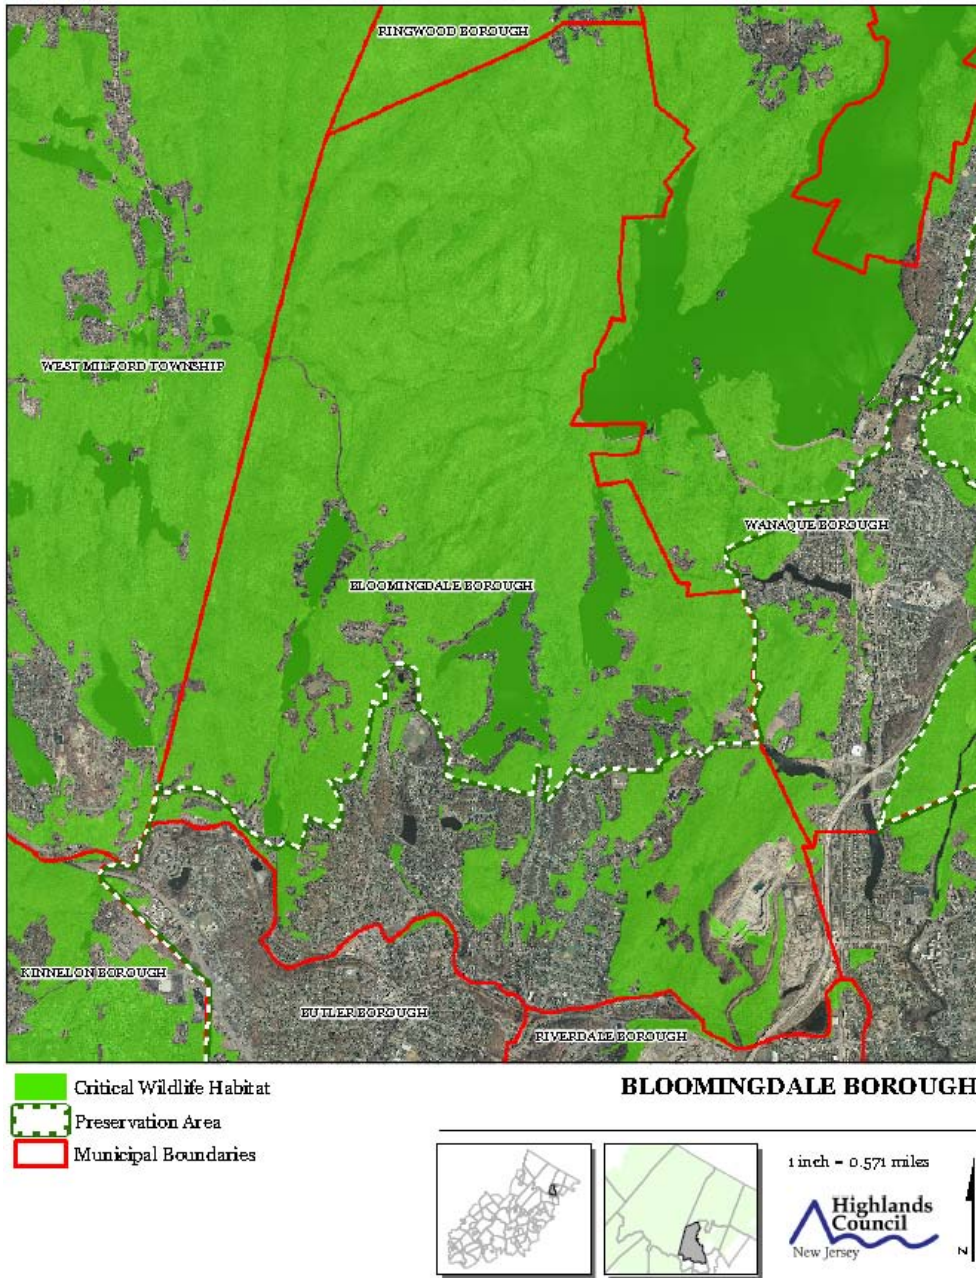 RINGWOOD BOROUGH
WEST MILFORD TOWNSHIP
WANAQUE BOROUGH
BLOOMINGDALE BOROUGH
KINNELON BOROUGH
BUTLER BOROUGH
RIVERDALE BOROUGH
Critical Wildlife Habitat
Preservation Area
Municipal Boundaries
BLOOMINGDALE BOROUGH
1 inch = 0.571 miles
Highlands
Council
New Jersey
N